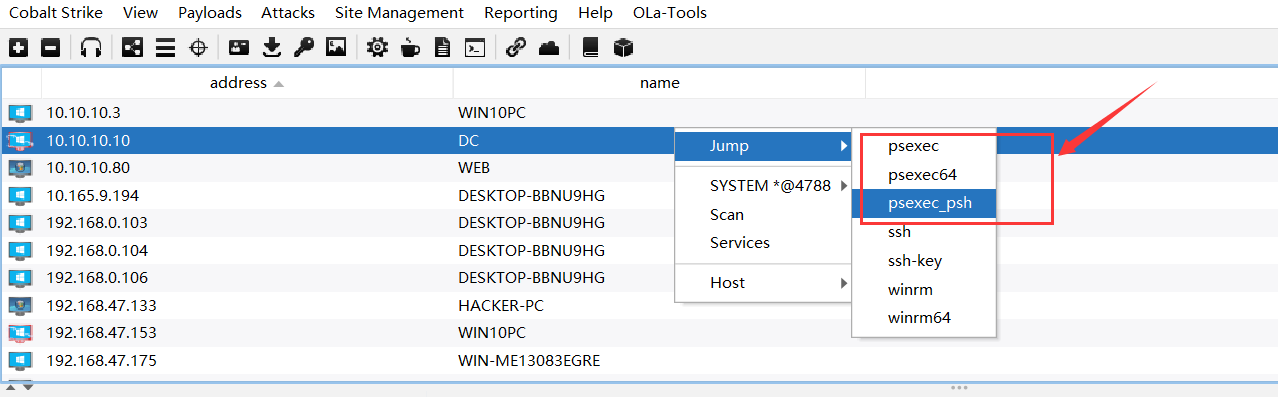 Cobalt Strike View Payloads Attacks Site Management Reporting Help OLa-Tools
address name
10.10.10.3 WIN10PC
10.10.10.10 DC
Jump
psexec
10.10.10.80 WEB
psexec64
10.165.9.194 DESKTOP-BBNU9HG
SYSTEM *@4788
psexec_psh
192.168.0.103 DESKTOP-BBNU9HG
Scan
ssh
192.168.0.104 DESKTOP-BBNU9HG
Services
ssh-key
192.168.0.106 DESKTOP-BBNU9HG
Host
winrm
192.168.47.133 HACKER-PC
winrm64
192.168.47.153 WIN10PC
192.168.47.175 WIN-ME13083EGRE